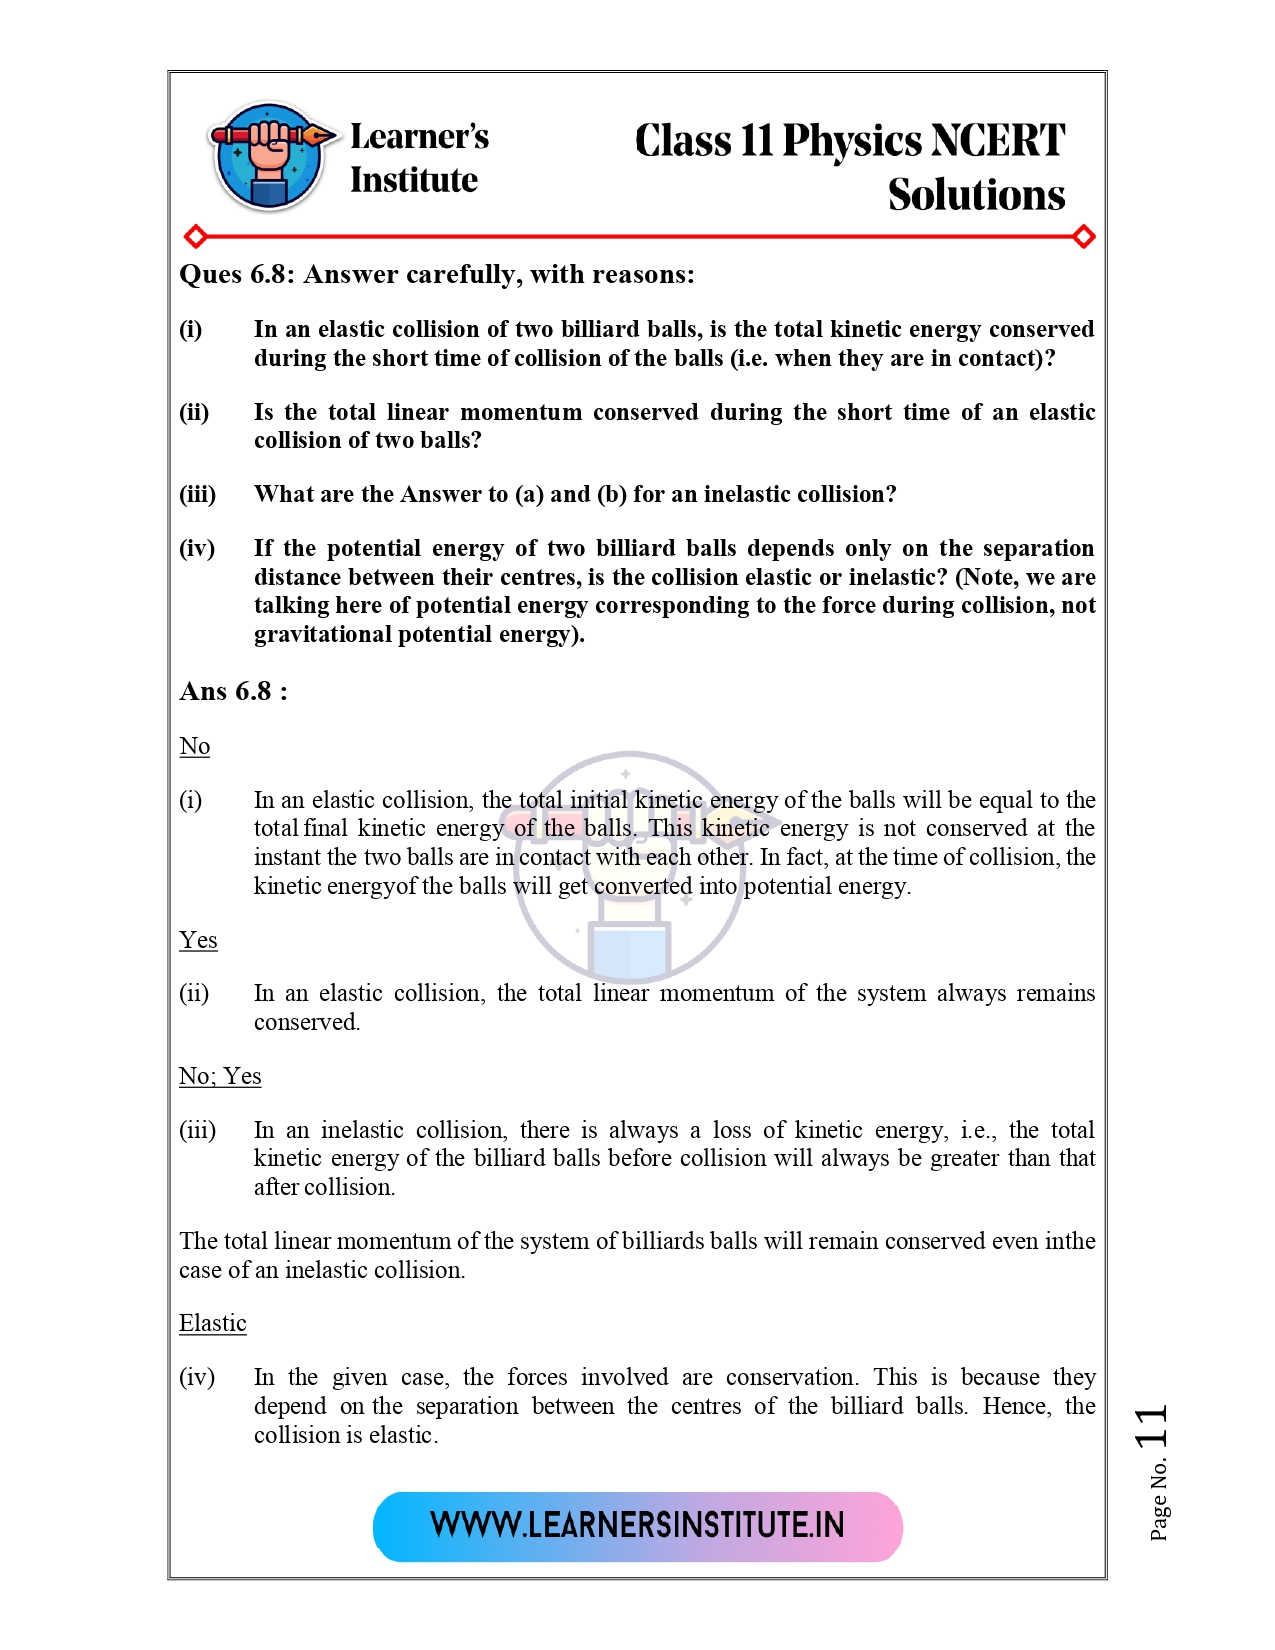 Learner's
Institute
Class 11 Physics NCERT
Solutions
Ques 6.8: Answer carefully, with reasons:
(i) In an elastic collision of two billiard balls, is the total kinetic energy conserved
during the short time of collision of the balls (i.e. when they are in contact)?
(ii) Is the total linear momentum conserved during the short time of an elastic
collision of two balls?
(iii) What are the Answer to (a) and (b) for an inelastic collision?
(iv) If the potential energy of two billiard balls depends only on the separation
distance between their centres, is the collision elastic or inelastic? (Note, we are
talking here of potential energy corresponding to the force during collision, not
gravitational potential energy).
Ans 6.8 :
No
(i) In an elastic collision, the total initial kinetic energy of the balls will be equal to the
total final kinetic energy of the balls. This kinetic energy is not conserved at the
instant the two balls are in contact with each other. In fact, at the time of collision, the
kinetic energyof the balls will get converted into potential energy.
Yes
(ii) In an elastic collision, the total linear momentum of the system always remains
conserved.
No; Yes
(iii) In an inelastic collision, there is always a loss of kinetic energy, i.e., the total
kinetic energy of the billiard balls before collision will always be greater than that
after collision.
The total linear momentum of the system of billiards balls will remain conserved even inthe
case of an inelastic collision.
Elastic
(iv) In the given case, the forces involved are conservation. This is because they
depend on the separation between the centres of the billiard balls. Hence, the
collision is elastic.
WWW.LEARNERSINSTITUTE.IN
Page No. 11